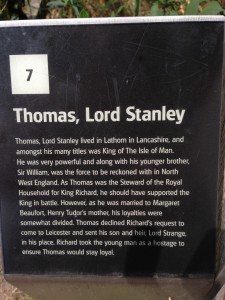 7
Thomas, Lord Stanley
Thomas, Lord Stanley lived in Lathom in Lancashire, and
amongst his many titles was King of The Isle of Man.
He was very powerful and along with his younger brother,
Sir William, was the force to be reckoned with in North
West England. As Thomas was the Steward of the Royal
Household for King Richard, he should have supported the
King in battle. However, as he was married to Margaret
Beaufort, Henry Tudor's mother, his loyalties were
somewhat divided. Thomas declined Richard's request to
come to Leicester and sent his son and heir, Lord Strange,
in his place. Richard took the young man as a hostage to
ensure Thomas would stay loyal.